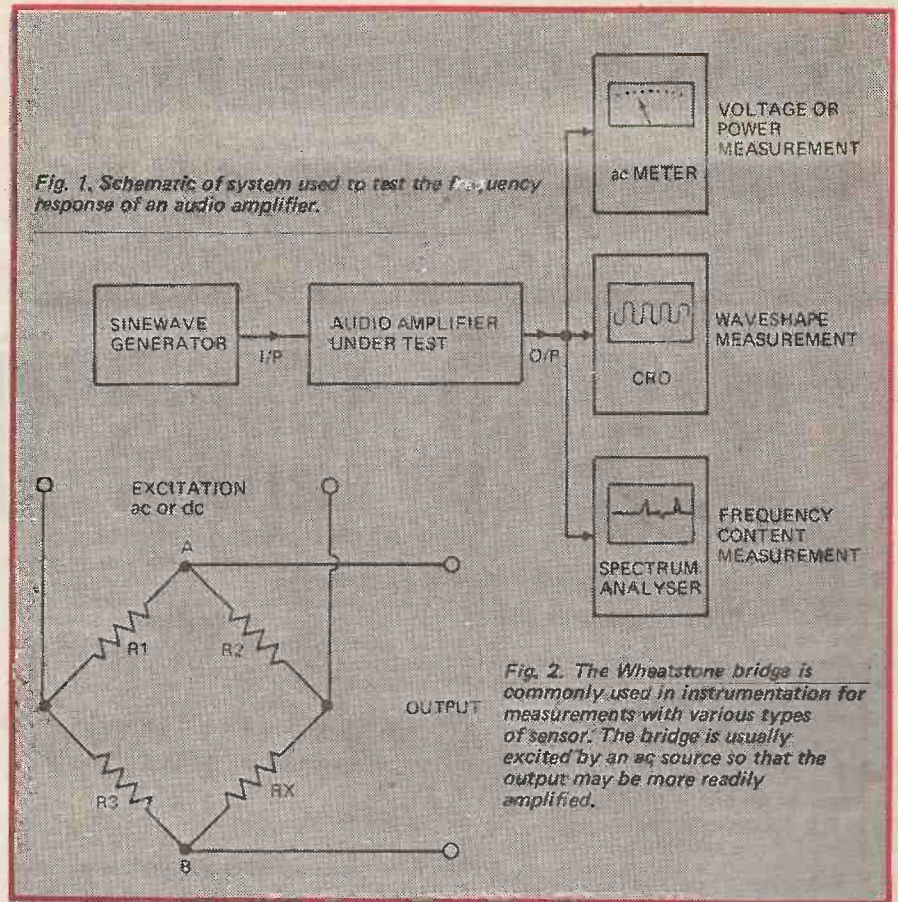 Fig. 1. Schematic of system used to test the frequency
response of an audio amplifier.
ac METER
VOLTAGE OR
POWER
MEASUREMENT
SINEWAVE
GENERATOR
I/P
AUDIO AMPLIFIER
UNDER TEST
O/P
CRO
WAVESHAPE
MEASUREMENT
SPECTRUM
ANALYSER
FREQUENCY
CONTENT
MEASUREMENT
EXCITATION
ac or dc
A
R1
R2
OUTPUT
R3
RX
B
Fig. 2. The Wheatstone bridge is
commonly used in instrumentation for
measurements with various types
of sensor. The bridge is usually
excited by an ac source so that the
output may be more readily
amplified.